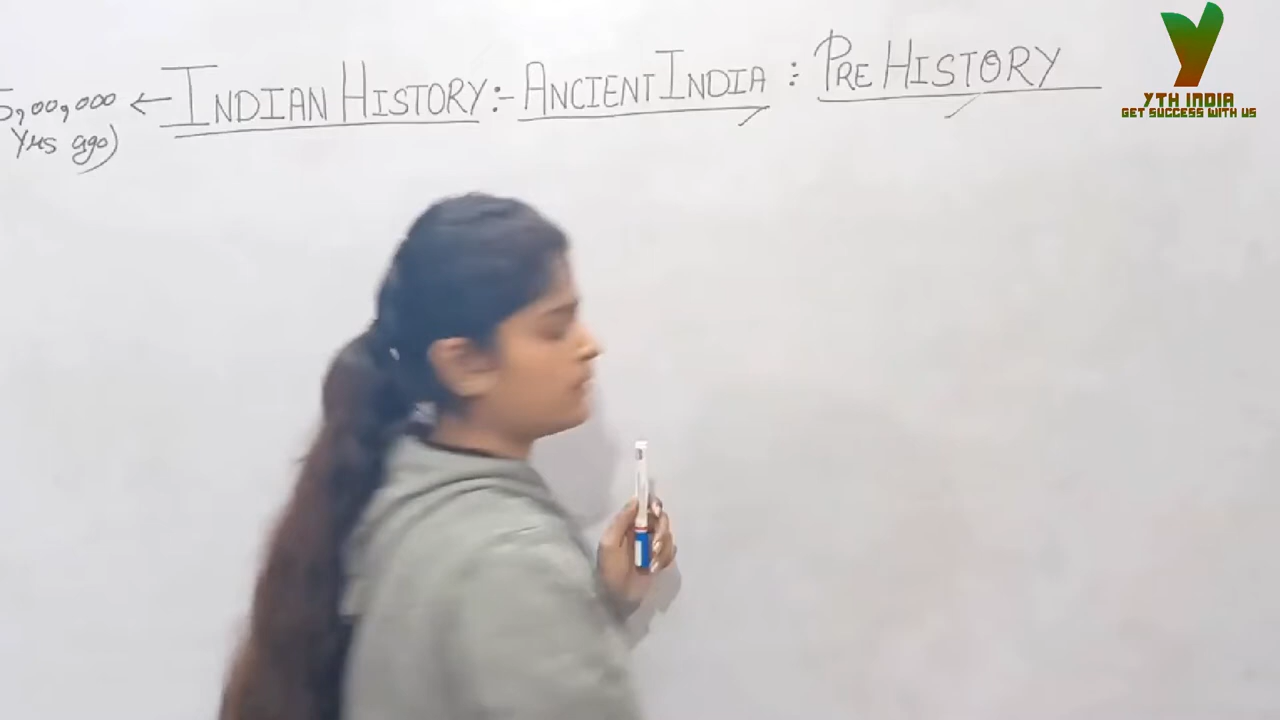 5,00,000 ← INDIAN HISTORY:- ANCIENT INDIA : PRE HISTORY
Yrs ago)
YTH INDIA
GET SUCCESS WITH US